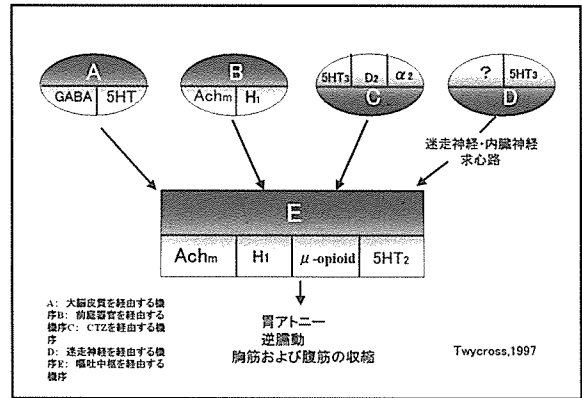 A
GABA 5HT
B
Achm H1
5HT3 D2 α2
C
? 5HT3
D
迷走神経・内臓神経
求心路
E
Achm H1 μ-opioid 5HT2
胃アトニー
逆蠕動
胸筋および腹筋の収縮
A: 大脳皮質を経由する機
序B: 前庭器官を経由する
機序C: CTZを経由する機
序
D: 迷走神経を経由する機
序E: 嘔吐中枢を経由する
機序
Twycross,1997